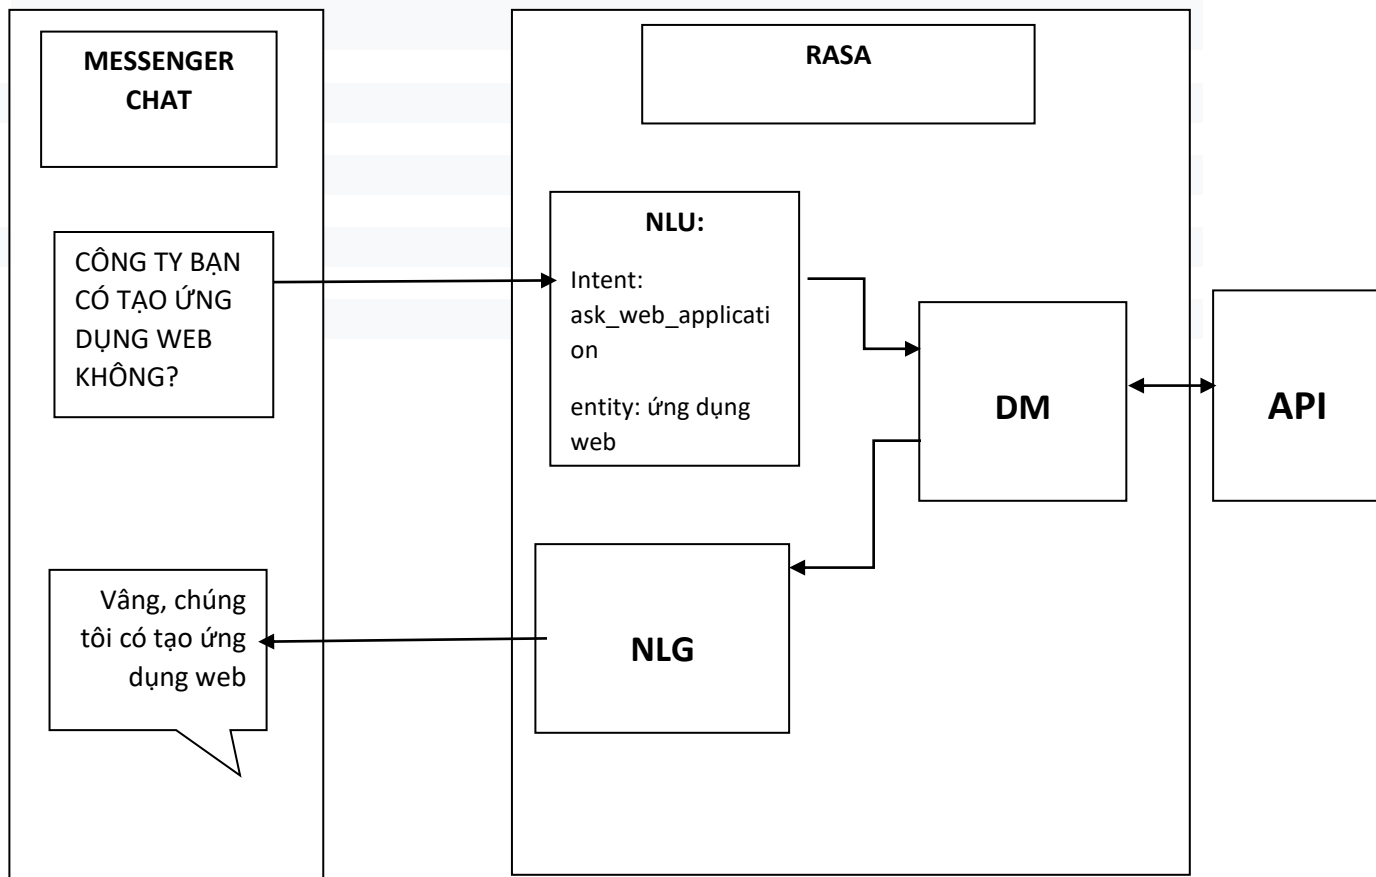 MESSENGER
CHAT
RASA
CÔNG TY BẠN
CÓ TẠO ỨNG
DỤNG WEB
KHÔNG?
NLU:
Intent:
ask_web_applicati
on
entity: ứng dụng
web
DM
API
NLG
Vâng, chúng
tôi có tạo ứng
dụng web